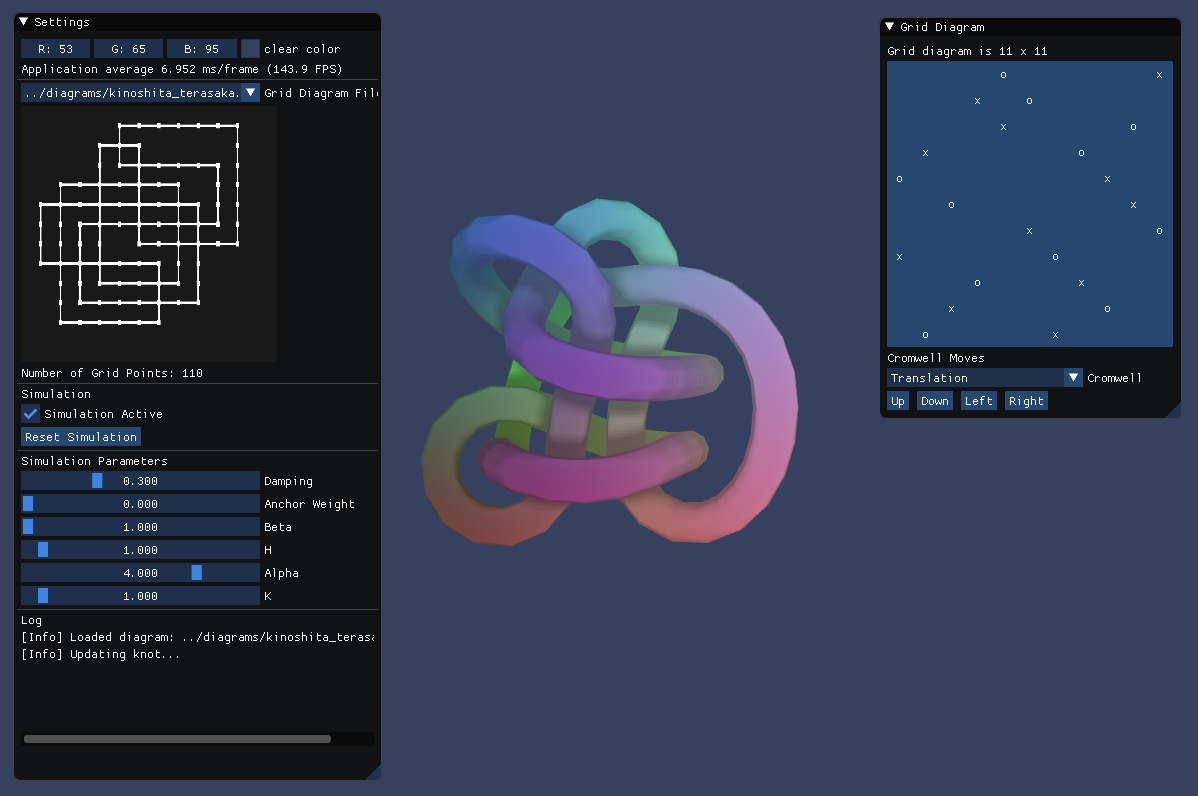 Settings
R: 53 G: 65 B: 95 clear color
Application average 6.952 ms/frame (143.9 FPS)
../diagrams/kinoshita_terasaka. Grid Diagram Fil
Number of Grid Points: 110
Simulation
Simulation Active
Reset Simulation
Simulation Parameters
0.300 Damping
0.000 Anchor Weight
1.000 Beta
1.000 H
4.000 Alpha
1.000 K
Log
[Info] Loaded diagram: ../diagrams/kinoshita_teras
[Info] Updating knot...
Grid Diagram
Grid diagram is 11 x 11
o x
x o
x o
x o
o x
o x
x o
x o
o x
x o
o x
Cromwell Moves
Translation Cromwell
Up Down Left Right